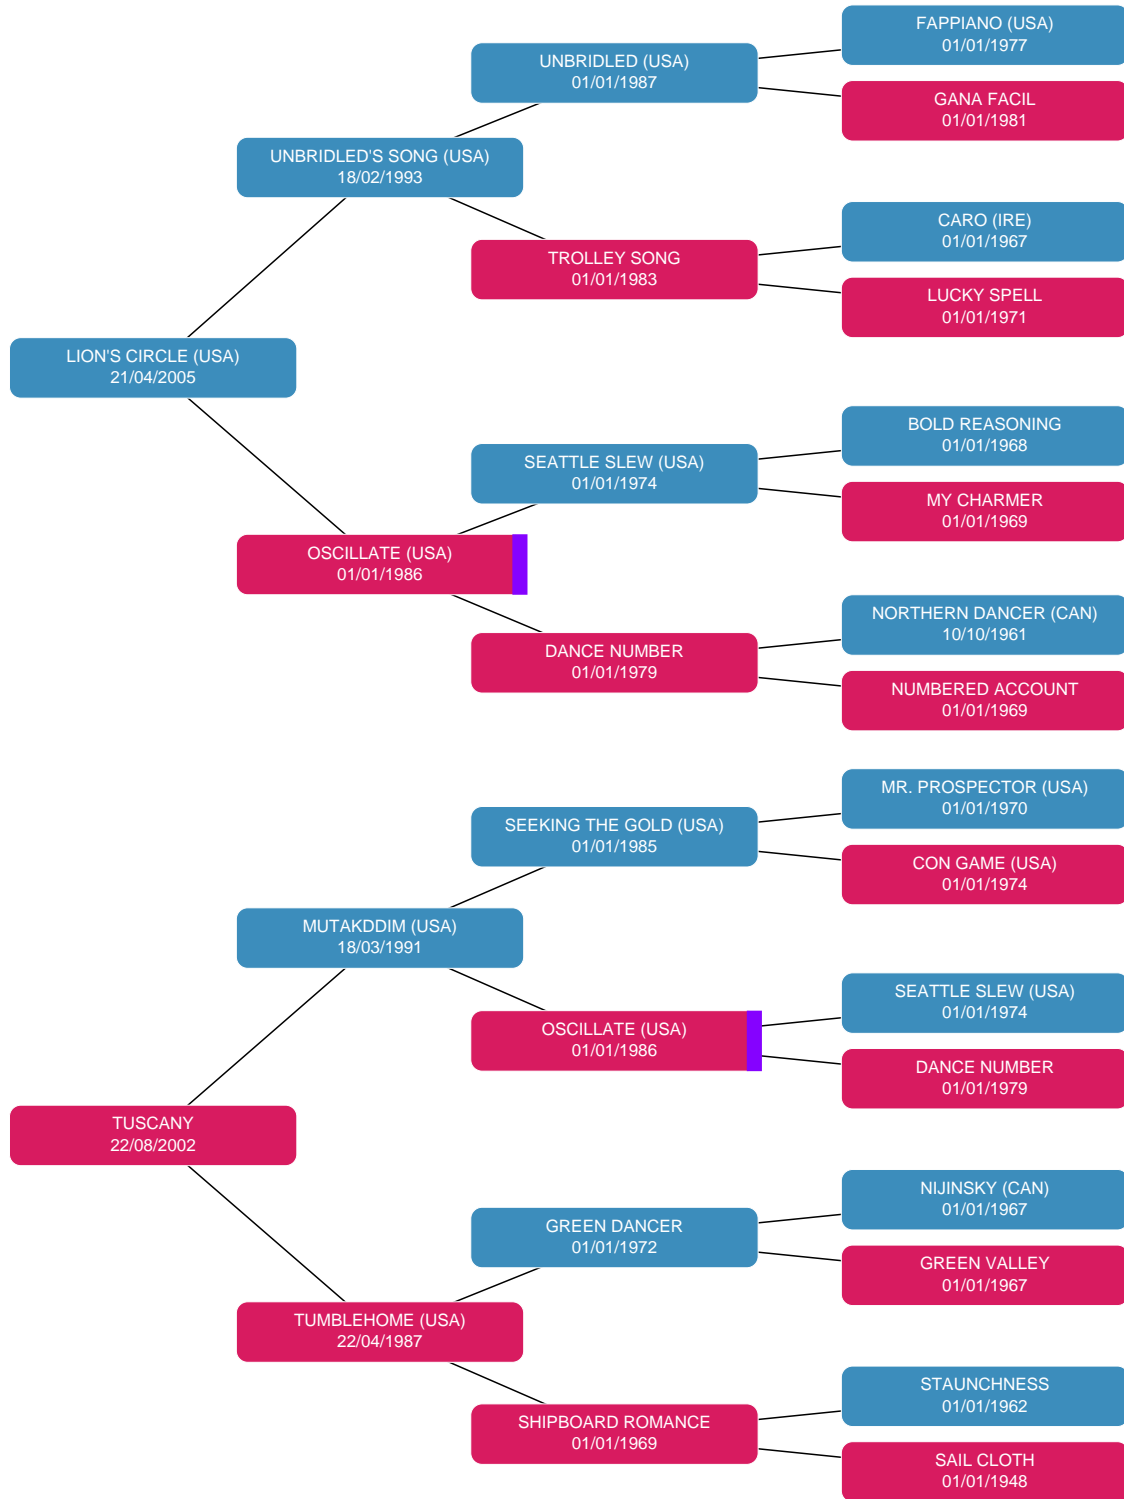 FAPPIANO (USA)
01/01/1977
UNBRIDLED (USA)
01/01/1987
GANA FACIL
01/01/1981
UNBRIDLED'S SONG (USA)
18/02/1993
CARO (IRE)
01/01/1967
TROLLEY SONG
01/01/1983
LUCKY SPELL
01/01/1971
LION'S CIRCLE (USA)
21/04/2005
BOLD REASONING
01/01/1968
SEATTLE SLEW (USA)
01/01/1974
MY CHARMER
01/01/1969
OSCILLATE (USA)
01/01/1986
NORTHERN DANCER (CAN)
10/10/1961
DANCE NUMBER
01/01/1979
NUMBERED ACCOUNT
01/01/1969
MR. PROSPECTOR (USA)
01/01/1970
SEEKING THE GOLD (USA)
01/01/1985
CON GAME (USA)
01/01/1974
MUTAKDDIM (USA)
18/03/1991
SEATTLE SLEW (USA)
01/01/1974
OSCILLATE (USA)
01/01/1986
DANCE NUMBER
01/01/1979
TUSCANY
22/08/2002
NIJINSKY (CAN)
01/01/1967
GREEN DANCER
01/01/1972
GREEN VALLEY
01/01/1967
TUMBLEHOME (USA)
22/04/1987
STAUNCHNESS
01/01/1962
SHIPBOARD ROMANCE
01/01/1969
SAIL CLOTH
01/01/1948